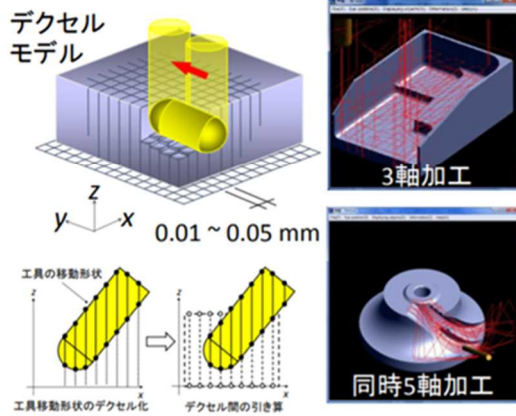 デクセル
モデル
z
y
x
0.01 ~ 0.05 mm
3軸加工
工具の移動形状
z
x
工具移動形状のデクセル化
z
x
デクセル間の引き算
同時5軸加工